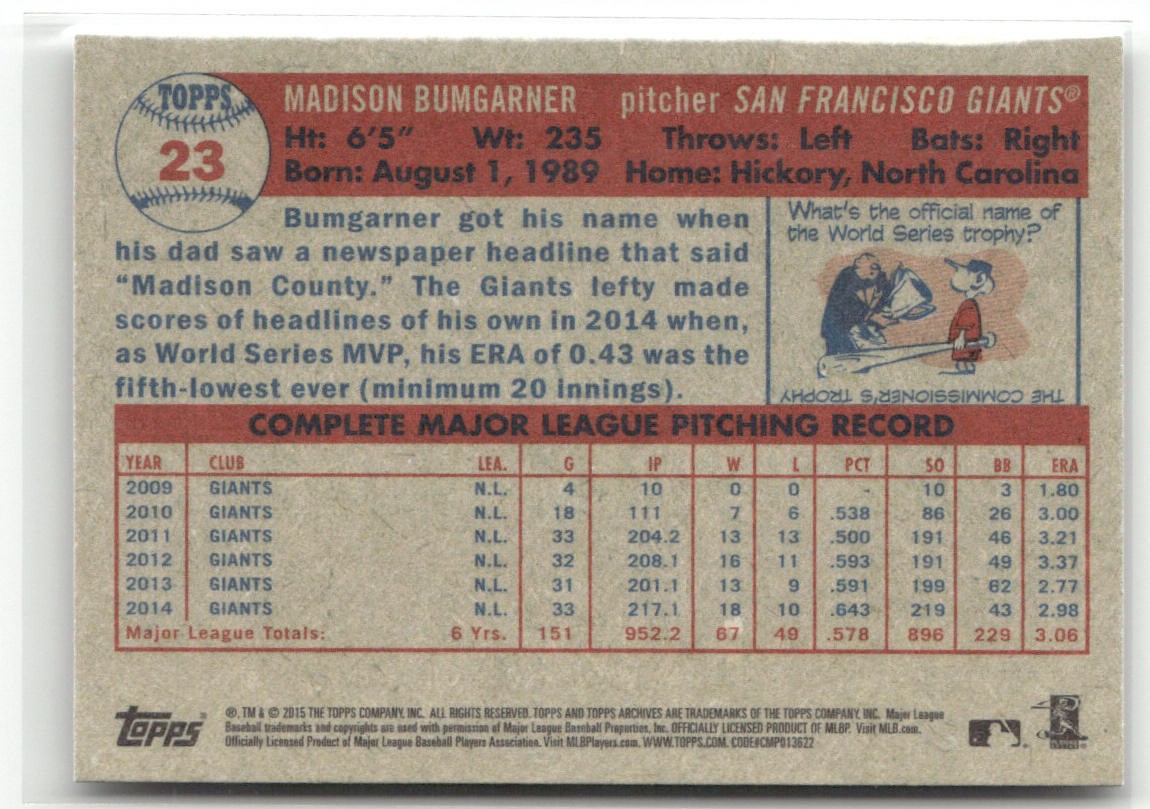 TOPPS
23
MADISON BUMGARNER pitcher SAN FRANCISCO GIANTS®
Ht: 6'5" Wt: 235 Throws: Left Bats: Right
Born: August 1, 1989 Home: Hickory, North Carolina
Bumgarner got his name when
his dad saw a newspaper headline that said
"Madison County." The Giants lefty made
scores of headlines of his own in 2014 when,
as World Series MVP, his ERA of 0.43 was the
fifth-lowest ever (minimum 20 innings).
What's the official name of
the World Series trophy?
THE COMMISSIONER'S TROPHY
COMPLETE MAJOR LEAGUE PITCHING RECORD
YEAR CLUB LEA. G IP W L PCT SO BB ERA
2009 GIANTS N.L. 4 10 0 0 - 10 3 1.80
2010 GIANTS N.L. 18 111 7 6 .538 86 26 3.00
2011 GIANTS N.L. 33 204.2 13 13 .500 191 46 3.21
2012 GIANTS N.L. 32 208.1 16 11 .593 191 49 3.37
2013 GIANTS N.L. 31 201.1 13 9 .591 199 62 2.77
2014 GIANTS N.L. 33 217.1 18 10 .643 219 43 2.98
Major League Totals: 6 Yrs. 151 952.2 67 49 .578 896 229 3.06
Topps®
®, TM & © 2015 THE TOPPS COMPANY, INC. ALL RIGHTS RESERVED. TOPPS AND TOPPS ARCHIVES ARE TRADEMARKS OF THE TOPPS COMPANY, INC. Major League
Baseball trademarks and copyrights are used with permission of Major League Baseball Properties, Inc. OFFICIALLY LICENSED PRODUCT OF MLBP. Visit MLB.com.
Officially Licensed Product of Major League Baseball Players Association. Visit MLBPlayers.com. WWW.TOPPS.COM. CODE#CMP013622